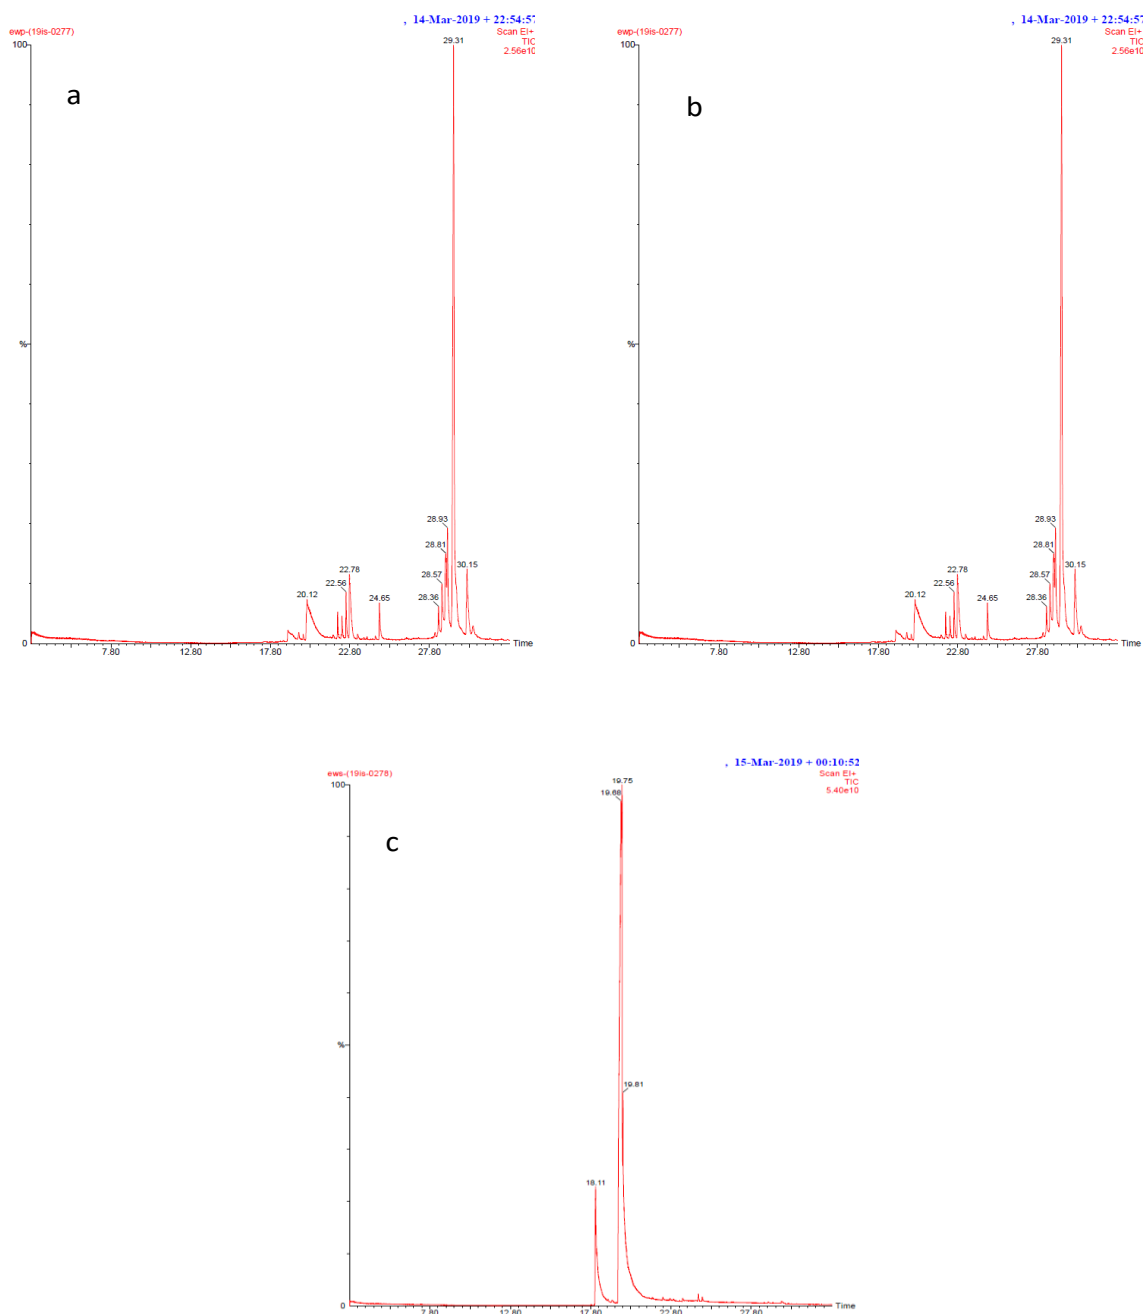 , 14-Mar-2019 + 22:54:57
ewp-(19is-0277)
Scan EI+
TIC
2.56e10
100
29.31
a
%
28.93
28.81
22.78
30.15
22.56
28.57
20.12
24.65
28.36
0
Time
7.80 12.80 17.80 22.80 27.80
, 14-Mar-2019 + 22:54:57
ewp-(19is-0277)
Scan EI+
TIC
2.56e10
100
29.31
b
%
28.93
28.81
22.78
30.15
22.56
28.57
20.12
24.65
28.36
0
Time
7.80 12.80 17.80 22.80 27.80
, 15-Mar-2019 + 00:10:52
ews-(19is-0278)
Scan EI+
TIC
5.40e10
100
19.75
19.68
c
%
19.81
18.11
0
Time
7.80 12.80 17.80 22.80 27.80